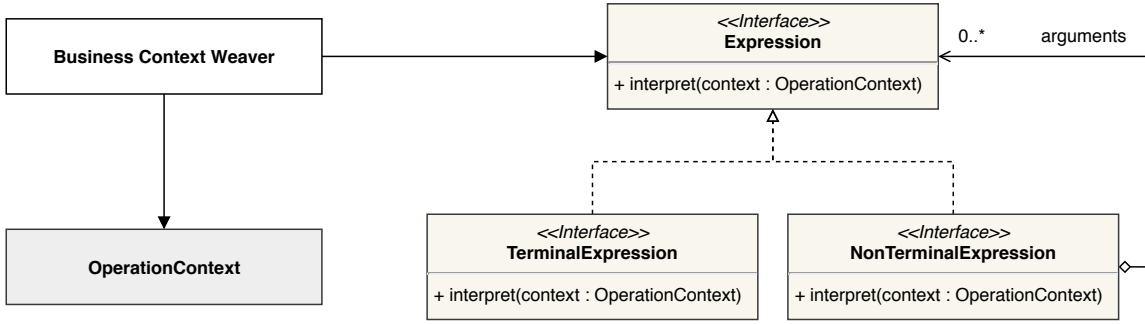 <<Interface>>
Expression
+ interpret(context : OperationContext)
0..*
arguments
Business Context Weaver
OperationContext
<<Interface>>
TerminalExpression
+ interpret(context : OperationContext)
<<Interface>>
NonTerminalExpression
+ interpret(context : OperationContext)